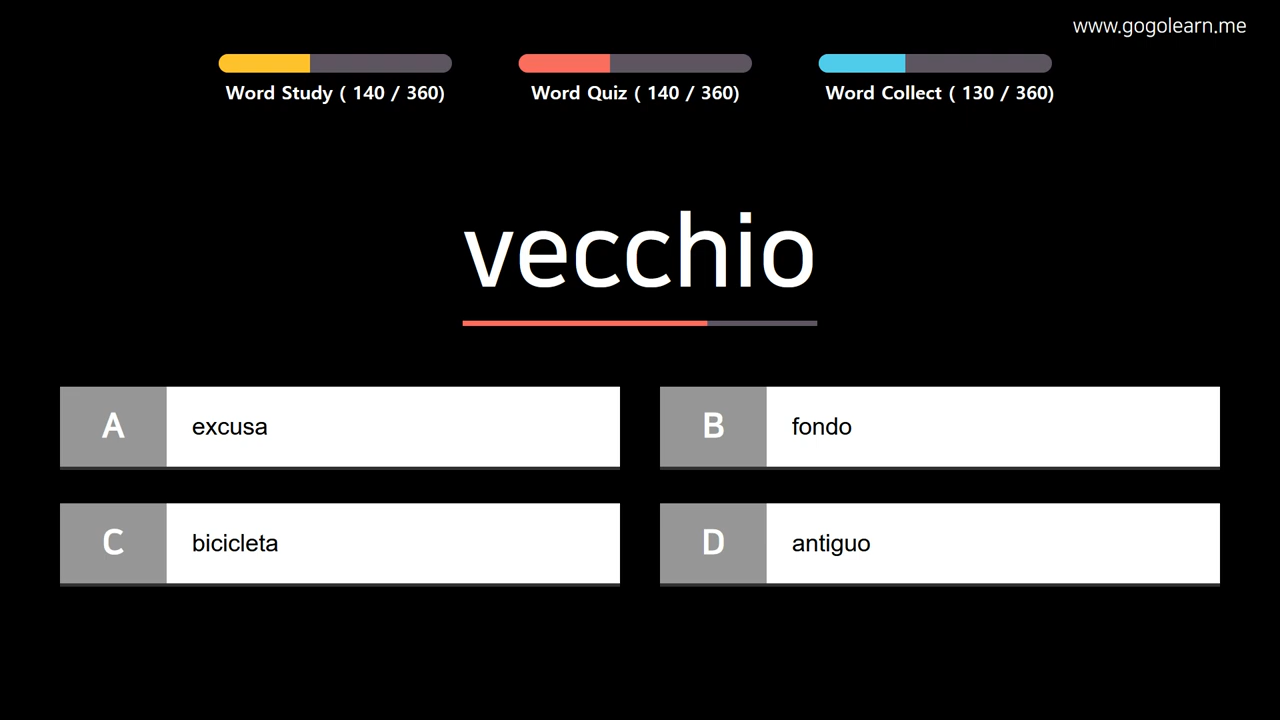 www.gogolearn.me
Word Study ( 140 / 360)
Word Quiz ( 140 / 360)
Word Collect ( 130 / 360)
vecchio
A excusa
B fondo
C bicicleta
D antiguo